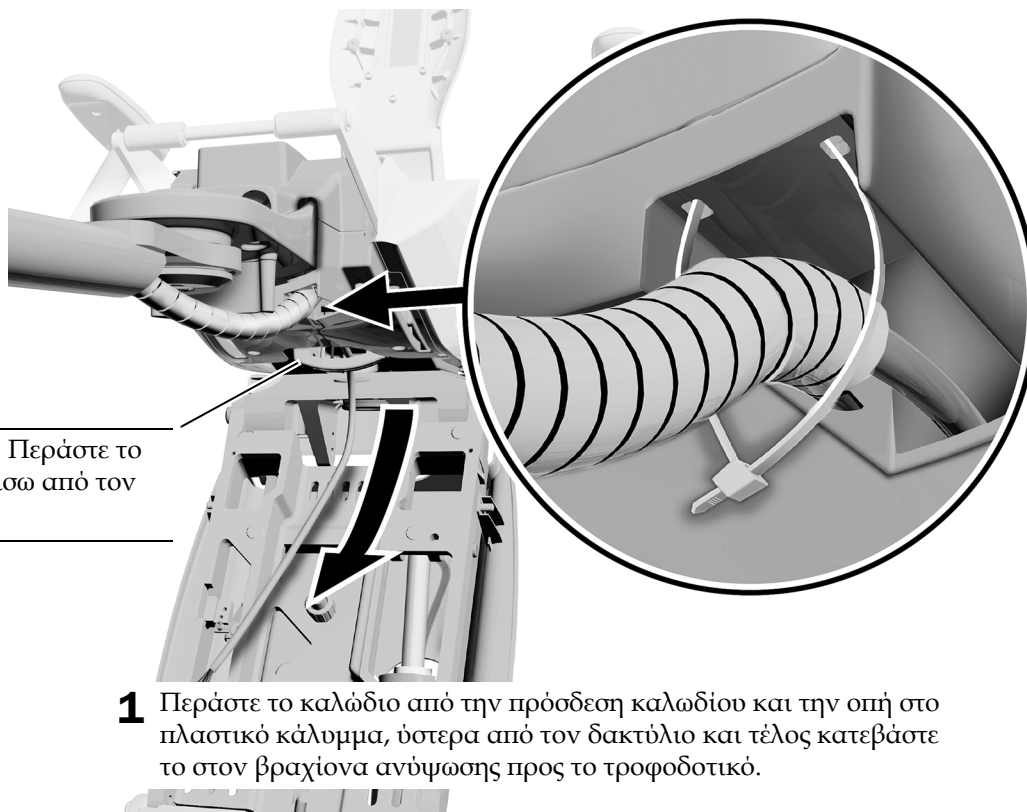 Περάστε το
από τον
1 Περάστε το καλώδιο από την πρόσδεση καλωδίου και την οπή στο
πλαστικό κάλυμμα, ύστερα από τον δακτύλιο και τέλος κατεβάστε
το στον βραχίονα ανύψωσης προς το τροφοδοτικό.